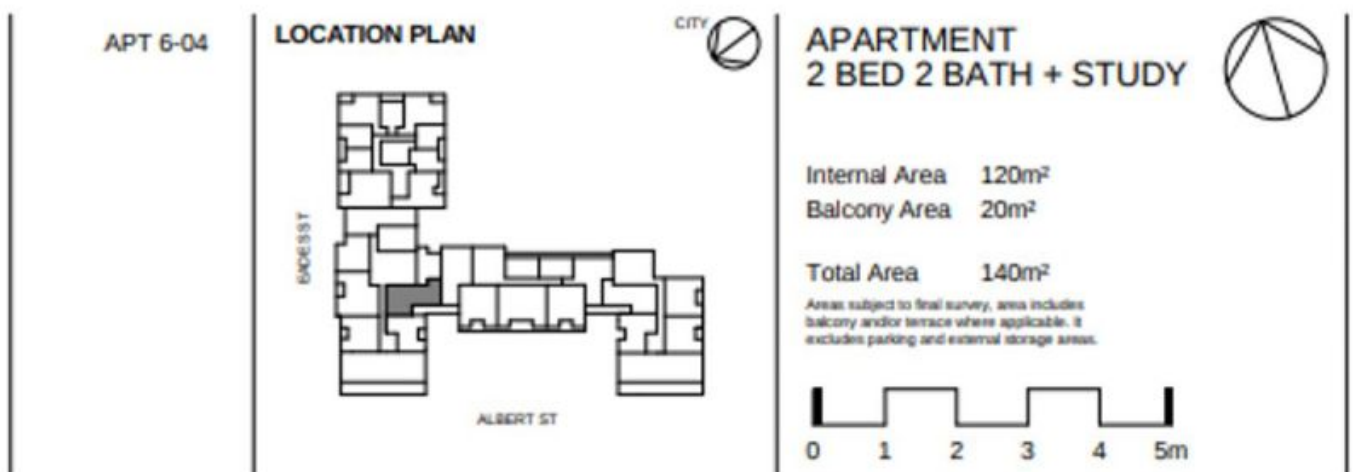 APT 6-04
LOCATION PLAN
CITY
EADES ST
ALBERT ST
APARTMENT
2 BED 2 BATH + STUDY
Internal Area 120m²
Balcony Area 20m²
Total Area 140m²
Areas subject to final survey, area includes
balcony and/or terrace where applicable. It
excludes parking and external storage areas.
0 1 2 3 4 5m